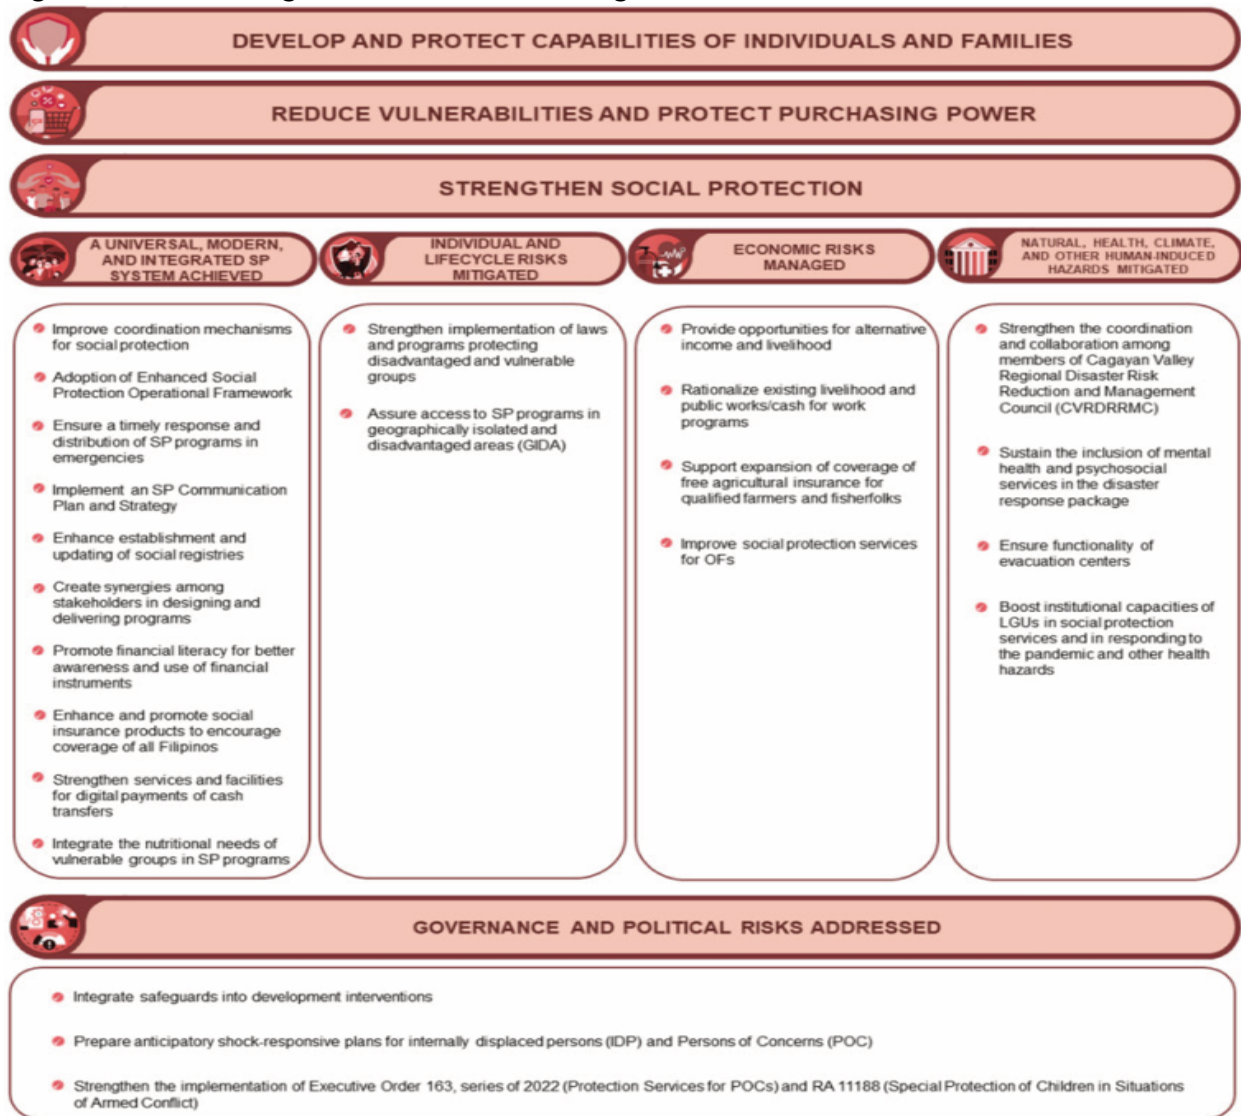 DEVELOP AND PROTECT CAPABILITIES OF INDIVIDUALS AND FAMILIES
REDUCE VULNERABILITIES AND PROTECT PURCHASING POWER
STRENGTHEN SOCIAL PROTECTION
A UNIVERSAL, MODERN,
AND INTEGRATED SP
SYSTEM ACHIEVED
Improve coordination mechanisms
for social protection
Adoption of Enhanced Social
Protection Operational Framework
Ensure a timely response and
distribution of SP programs in
emergencies
Implement an SP Communication
Plan and Strategy
Enhance establishment and
updating of social registries
Create synergies among
stakeholders in designing and
delivering programs
Promote financial literacy for better
awareness and use of financial
instruments
Enhance and promote social
insurance products to encourage
coverage of all Filipinos
Strengthen services and facilities
for digital payments of cash
transfers
Integrate the nutritional needs of
vulnerable groups in SP programs
INDIVIDUAL AND
LIFECYCLE RISKS
MITIGATED
Strengthen implementation of laws
and programs protecting
disadvantaged and vulnerable
groups
Assure access to SP programs in
geographically isolated and
disadvantaged areas (GIDA)
ECONOMIC RISKS
MANAGED
Provide opportunities for alternative
income and livelihood
Rationalize existing livelihood and
public works/cash for work
programs
Support expansion of coverage of
free agricultural insurance for
qualified farmers and fisherfolks
Improve social protection services
for OFs
NATURAL, HEALTH, CLIMATE,
AND OTHER HUMAN-INDUCED
HAZARDS MITIGATED
Strengthen the coordination
and collaboration among
members of Cagayan Valley
Regional Disaster Risk
Reduction and Management
Council (CVRDRRMC)
Sustain the inclusion of mental
health and psychosocial
services in the disaster
response package
Ensure functionality of
evacuation centers
Boost institutional capacities of
LGUs in social protection
services and in responding to
the pandemic and other health
hazards
GOVERNANCE AND POLITICAL RISKS ADDRESSED
Integrate safeguards into development interventions
Prepare anticipatory shock-responsive plans for internally displaced persons (IDP) and Persons of Concerns (POC)
Strengthen the implementation of Executive Order 163, series of 2022 (Protection Services for POCs) and RA 11188 (Special Protection of Children in Situations
of Armed Conflict)